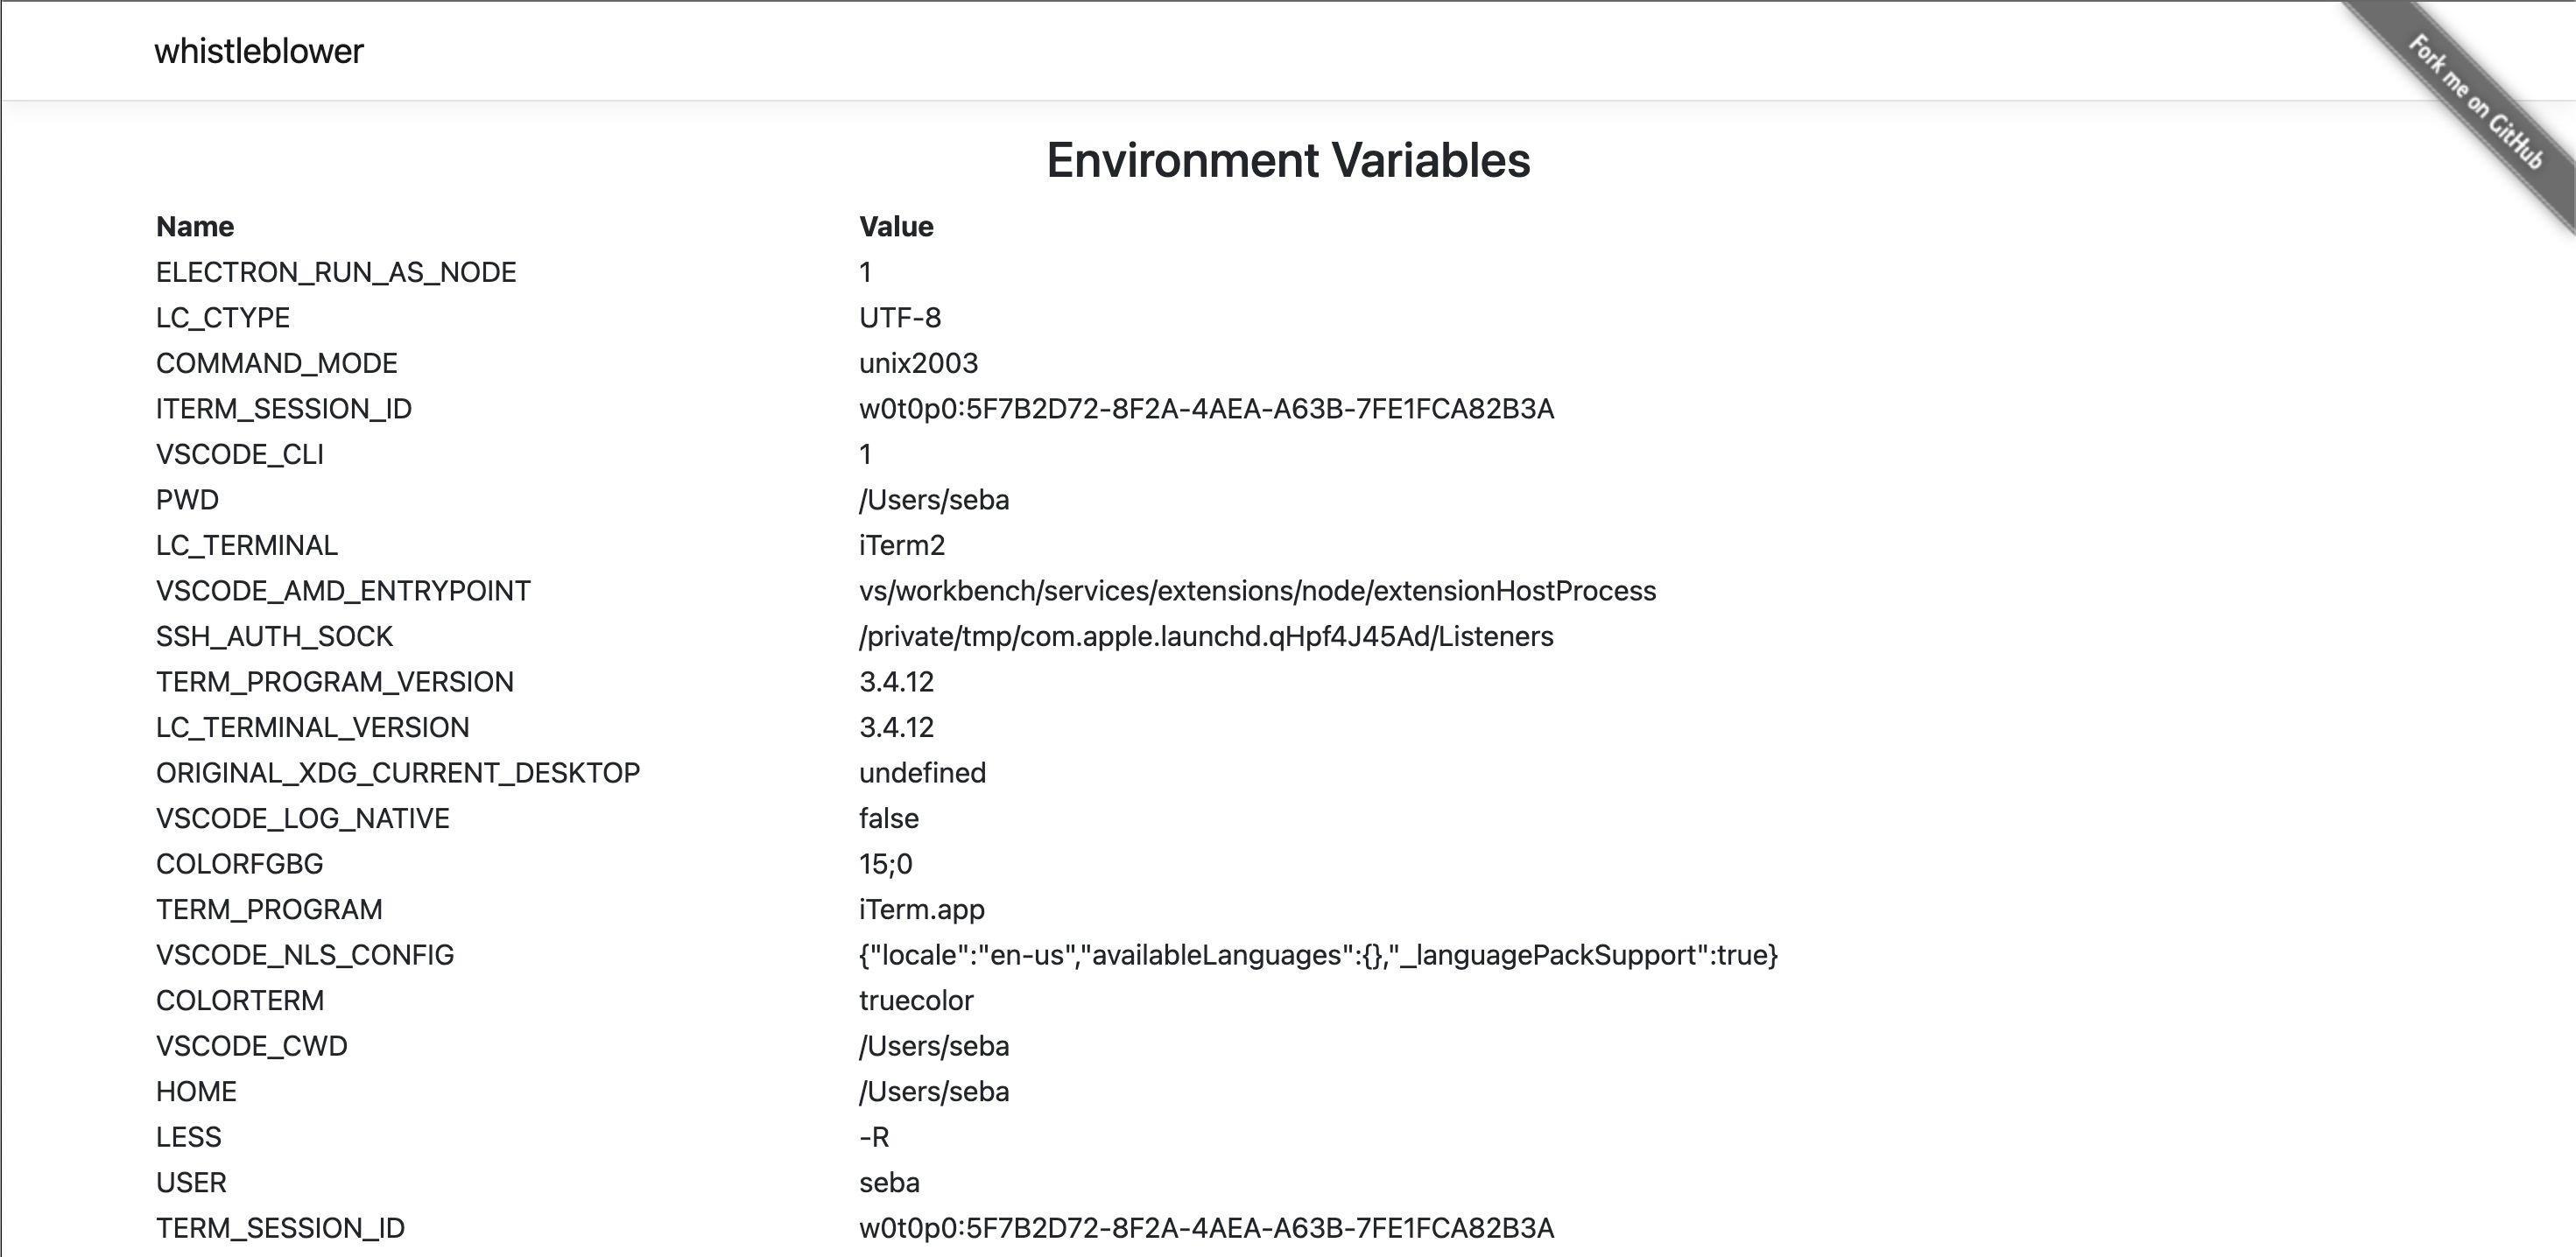 whistleblower
Fork me on GitHub
Environment Variables
Name Value
ELECTRON_RUN_AS_NODE 1
LC_CTYPE UTF-8
COMMAND_MODE unix2003
ITERM_SESSION_ID w0t0p0:5F7B2D72-8F2A-4AEA-A63B-7FE1FCA82B3A
VSCODE_CLI 1
PWD /Users/seba
LC_TERMINAL iTerm2
VSCODE_AMD_ENTRYPOINT vs/workbench/services/extensions/node/extensionHostProcess
SSH_AUTH_SOCK /private/tmp/com.apple.launchd.qHpf4J45Ad/Listeners
TERM_PROGRAM_VERSION 3.4.12
LC_TERMINAL_VERSION 3.4.12
ORIGINAL_XDG_CURRENT_DESKTOP undefined
VSCODE_LOG_NATIVE false
COLORFGBG 15;0
TERM_PROGRAM iTerm.app
VSCODE_NLS_CONFIG {"locale":"en-us","availableLanguages":{},"_languagePackSupport":true}
COLORTERM truecolor
VSCODE_CWD /Users/seba
HOME /Users/seba
LESS -R
USER seba
TERM_SESSION_ID w0t0p0:5F7B2D72-8F2A-4AEA-A63B-7FE1FCA82B3A